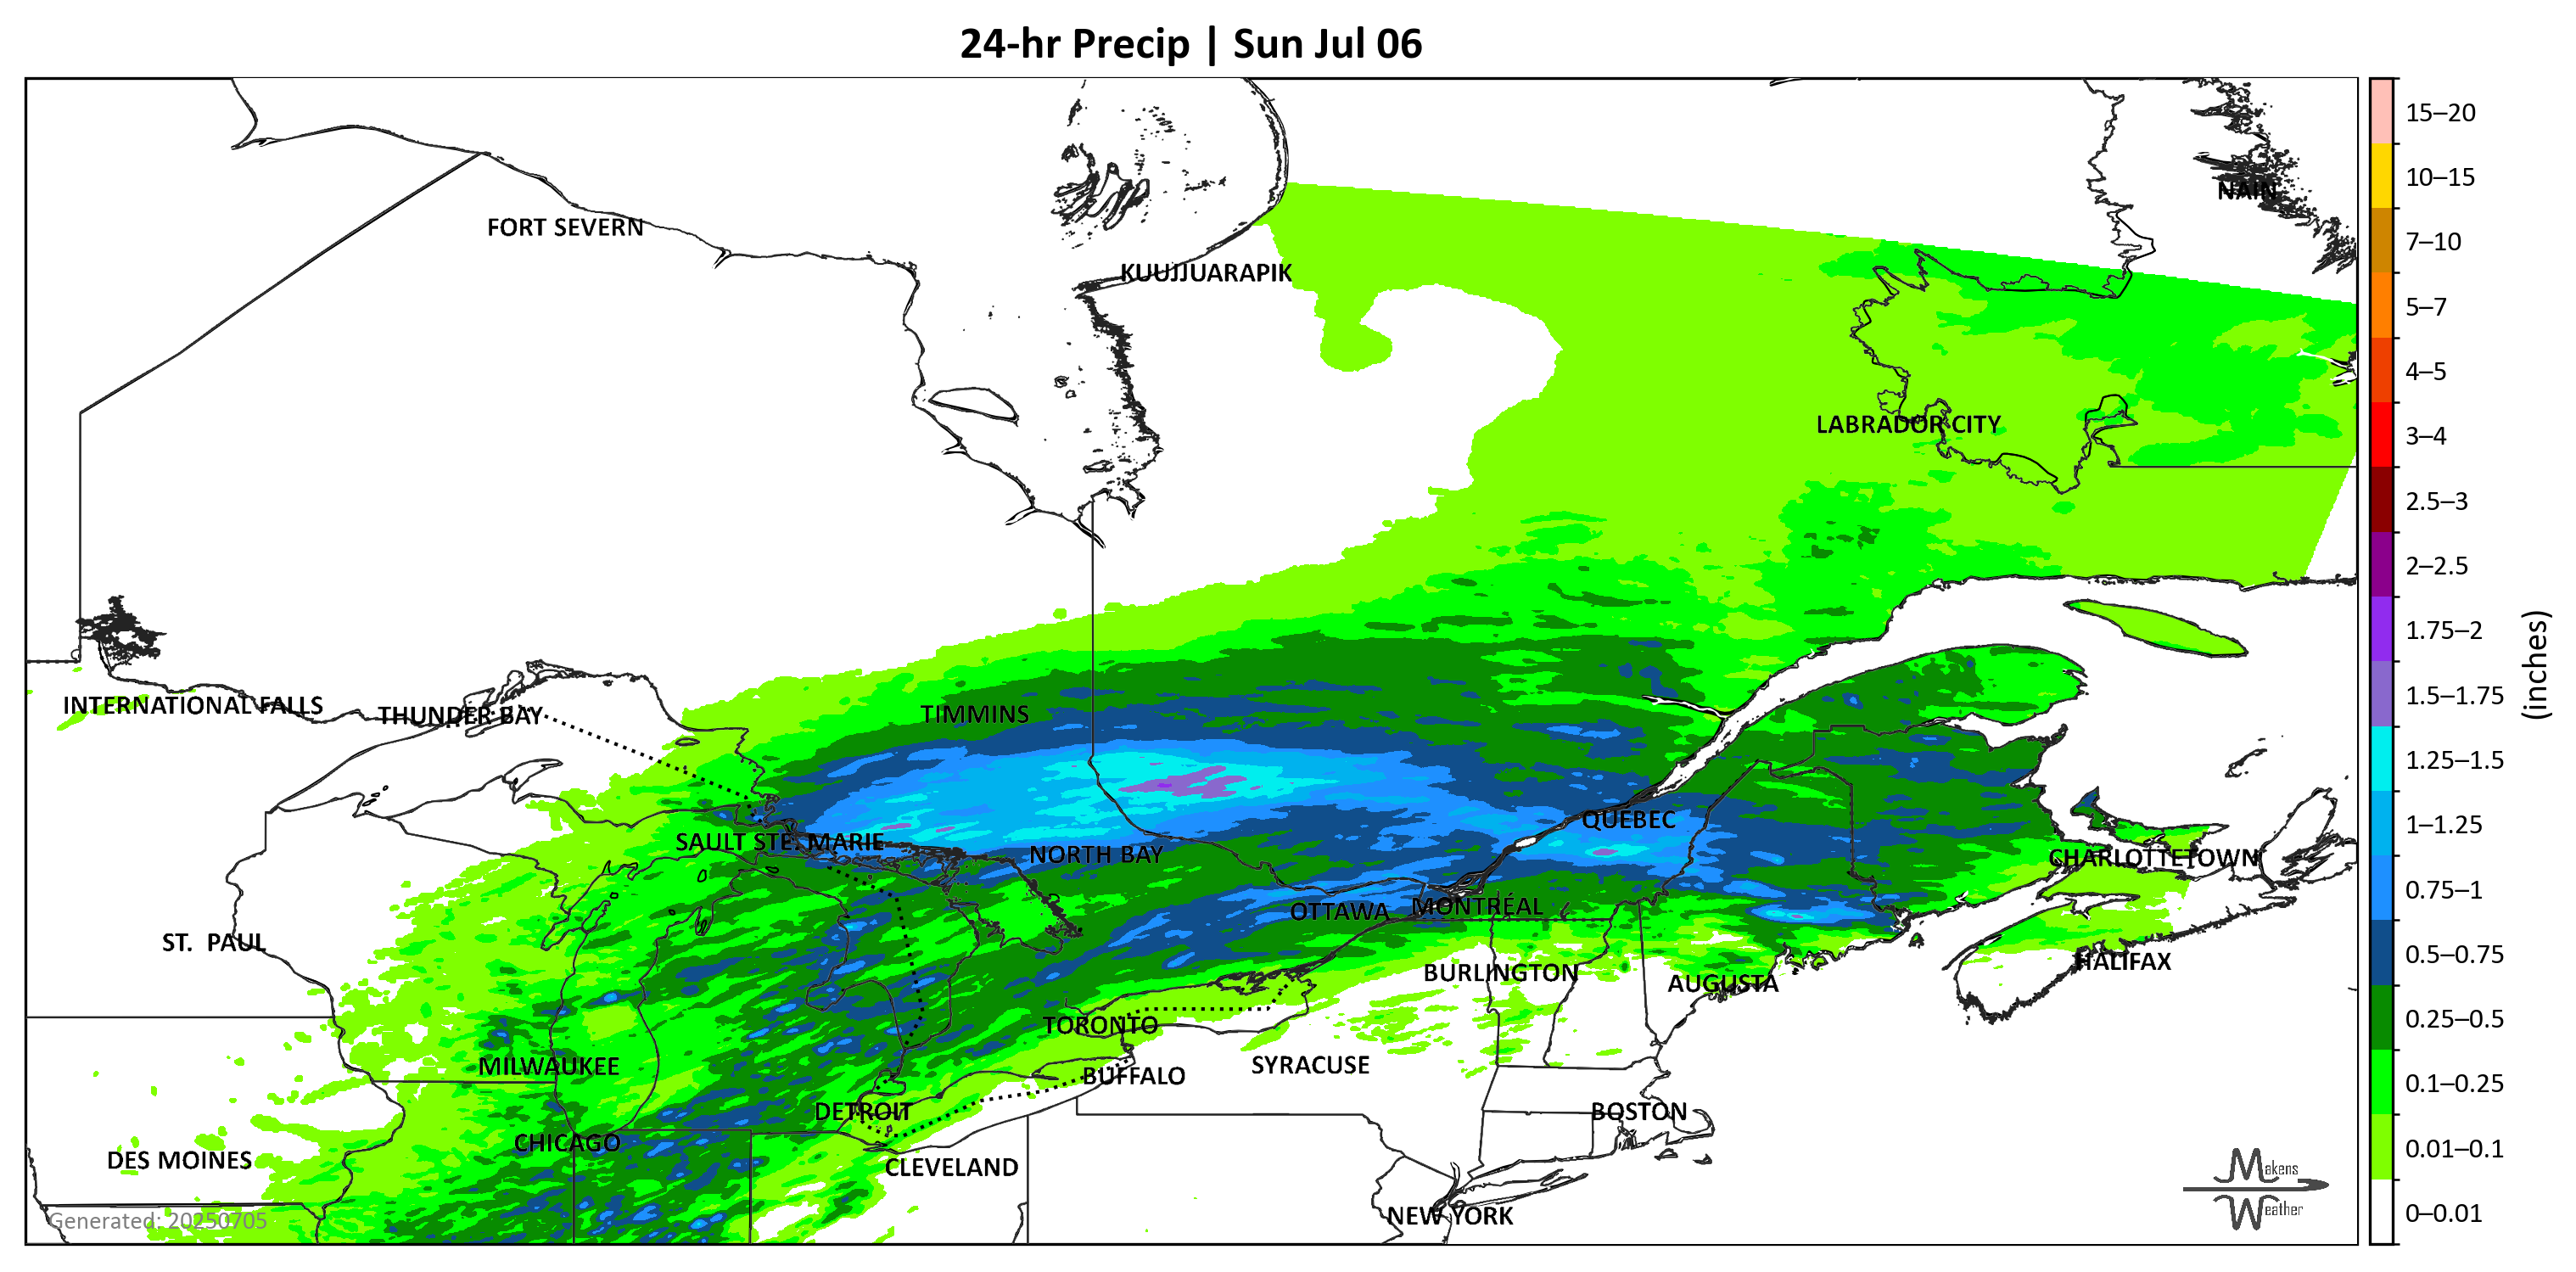 24-hr Precip | Sun Jul 06
15–20
10–15
NAIN
FORT SEVERN
7–10
KUUJJUARAPIK
5–7
4–5
LABRADOR CITY
3–4
2.5–3
2–2.5
1.75–2
(inches)
1.5–1.75
INTERNATIONAL FALLS
THUNDER BAY
TIMMINS
1.25–1.5
QUEBEC
1–1.25
SAULT STE. MARIE
NORTH BAY
CHARLOTTETOWN
0.75–1
OTTAWA
MONTRÉAL
ST. PAUL
0.5–0.75
HALIFAX
BURLINGTON
AUGUSTA
0.25–0.5
TORONTO
MILWAUKEE
SYRACUSE
BUFFALO
0.1–0.25
DETROIT
BOSTON
CHICAGO
0.01–0.1
DES MOINES
CLEVELAND
Makens
Weather
0–0.01
NEW YORK
Generated: 20250705